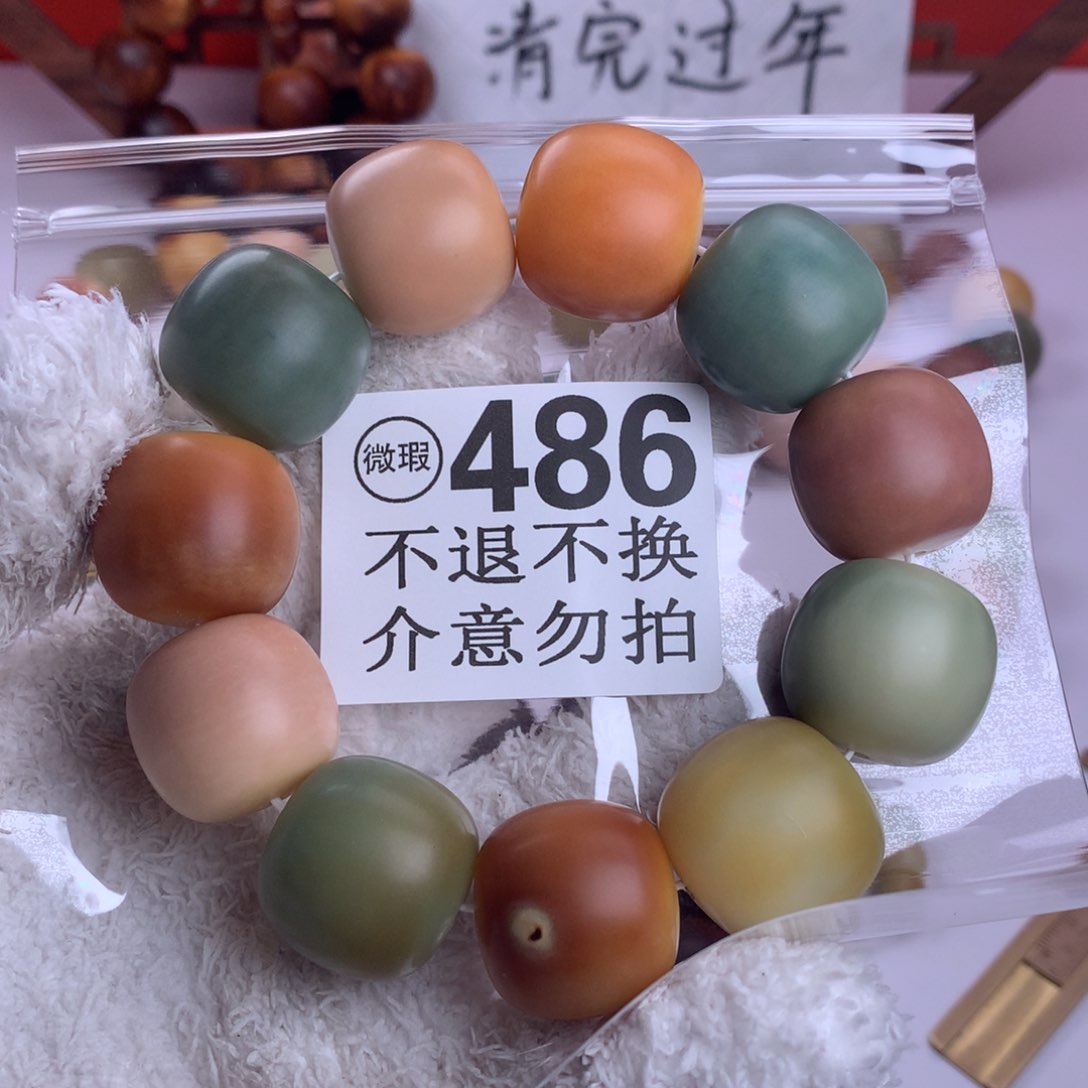 清完过年
微瑕 486
不退不换
介意勿拍